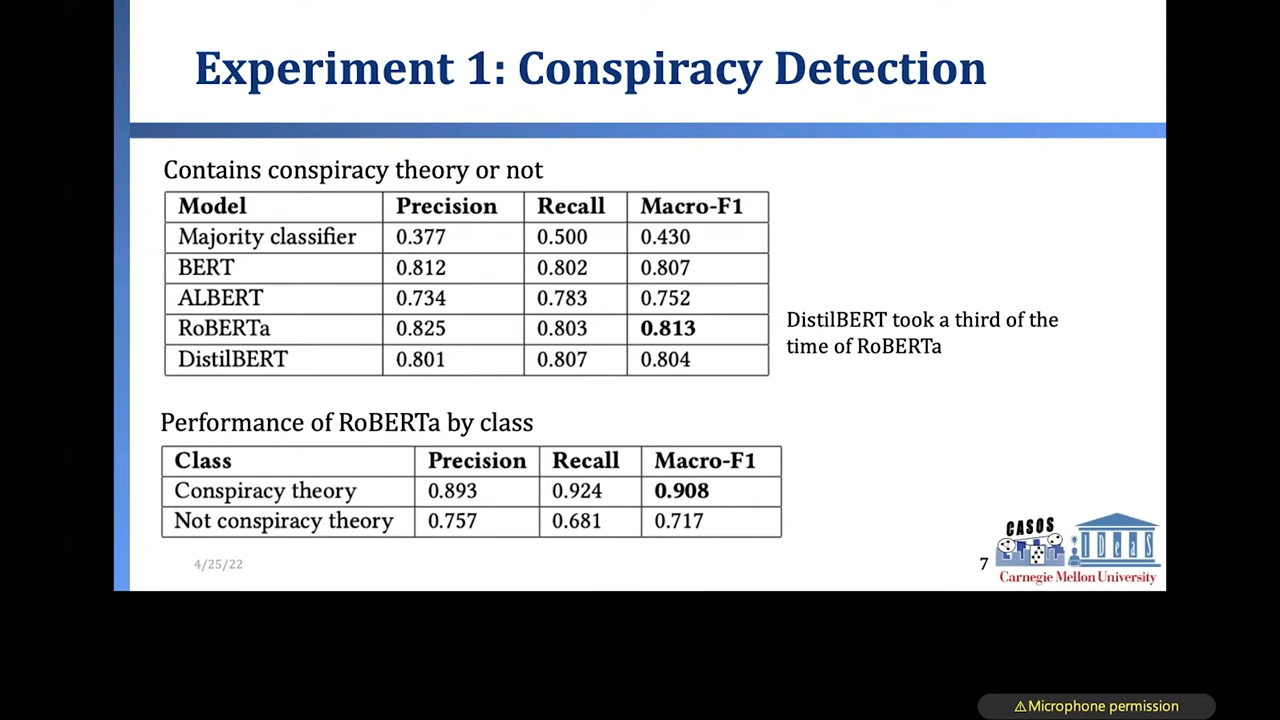 Experiment 1: Conspiracy Detection
Contains conspiracy theory or not
Model Precision Recall Macro-F1
Majority classifier 0.377 0.500 0.430
BERT 0.812 0.802 0.807
ALBERT 0.734 0.783 0.752
RoBERTa 0.825 0.803 0.813
DistilBERT 0.801 0.807 0.804
DistilBERT took a third of the
time of RoBERTa
Performance of RoBERTa by class
Class Precision Recall Macro-F1
Conspiracy theory 0.893 0.924 0.908
Not conspiracy theory 0.757 0.681 0.717
4/25/22
7
CASOS
IDeaS
Carnegie Mellon University
⚠Microphone permission